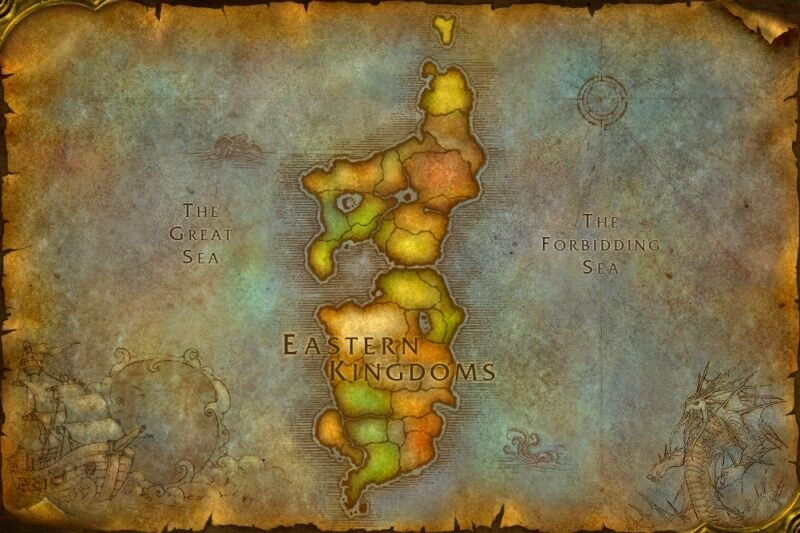 The
Great
Sea
The
Forbidding
Sea
Eastern
Kingdoms